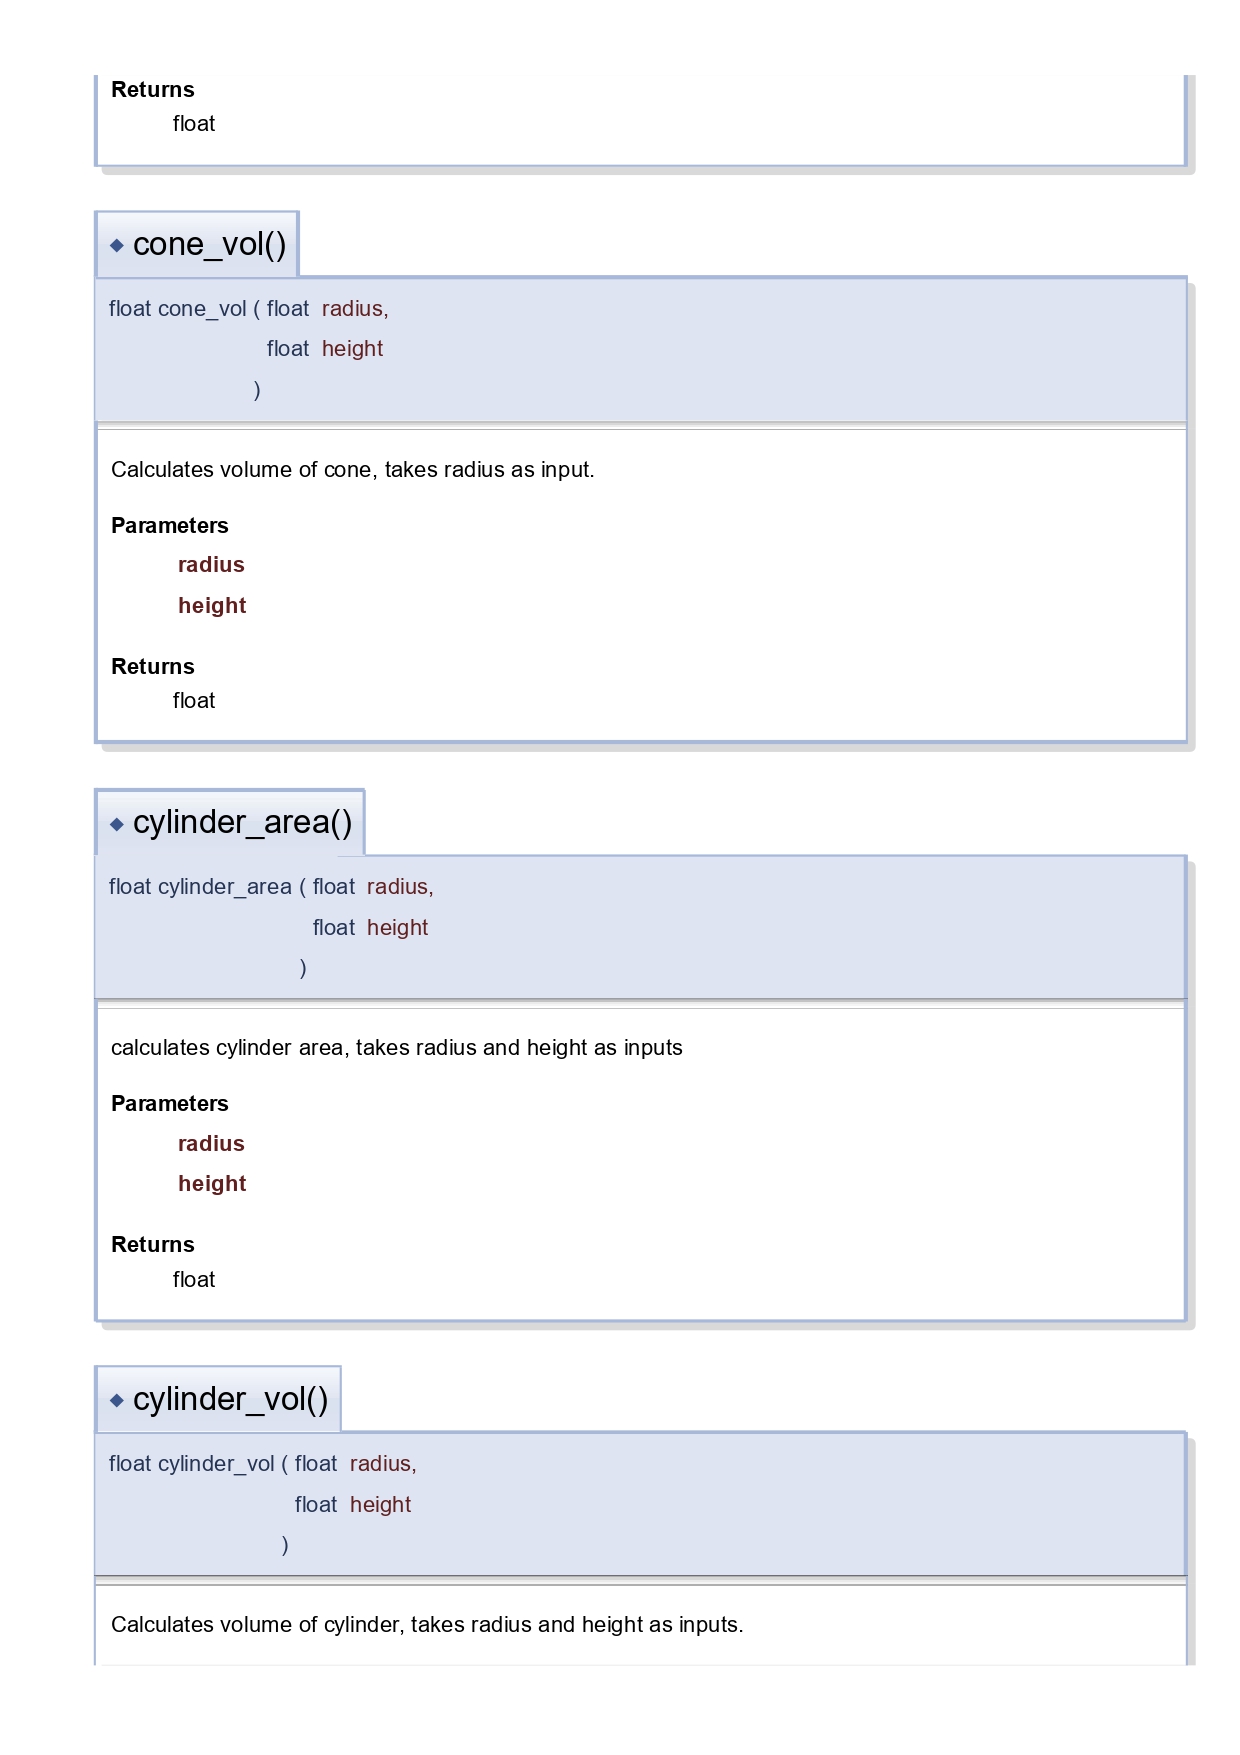 Returns
float
◆ cone_vol()
float cone_vol ( float radius,
float height
)
Calculates volume of cone, takes radius as input.
Parameters
radius
height
Returns
float
◆ cylinder_area()
float cylinder_area ( float radius,
float height
)
calculates cylinder area, takes radius and height as inputs
Parameters
radius
height
Returns
float
◆ cylinder_vol()
float cylinder_vol ( float radius,
float height
)
Calculates volume of cylinder, takes radius and height as inputs.